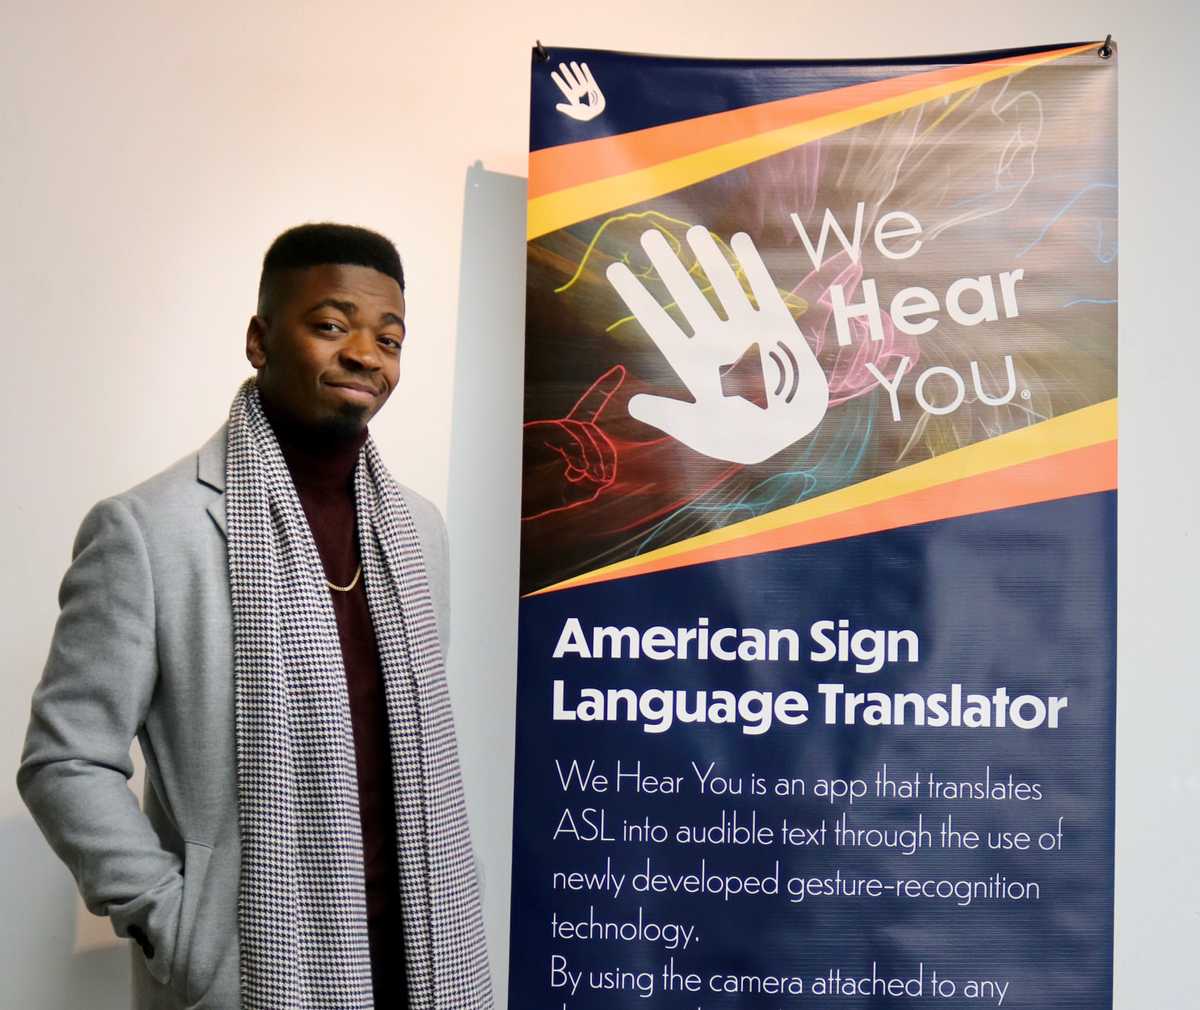 We
Hear
You®
American Sign
Language Translator
We Hear You is an app that translates
ASL into audible text through the use of
newly developed gesture-recognition
technology.
By using the camera attached to any